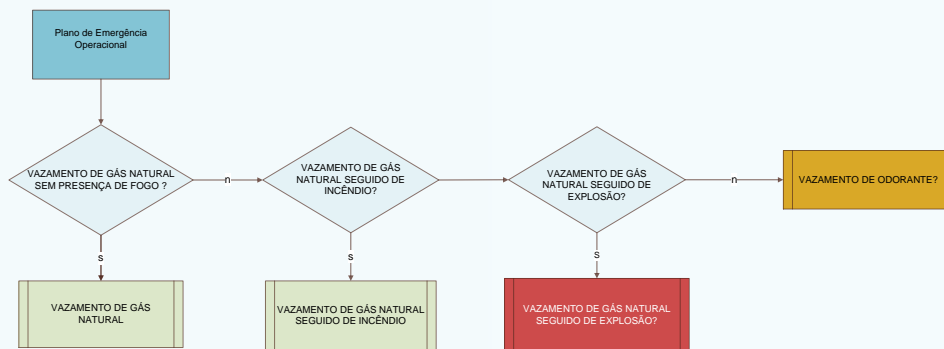 Plano de Emergência
Operacional
VAZAMENTO DE GÁS NATURAL
SEM PRESENÇA DE FOGO ?
n
VAZAMENTO DE GÁS
NATURAL SEGUIDO DE
INCÊNDIO?
VAZAMENTO DE GÁS
NATURAL SEGUIDO DE
EXPLOSÃO?
n
VAZAMENTO DE ODORANTE?
s
s
s
VAZAMENTO DE GÁS
NATURAL
VAZAMENTO DE GÁS NATURAL
SEGUIDO DE INCÊNDIO
VAZAMENTO DE GÁS NATURAL
SEGUIDO DE EXPLOSÃO?